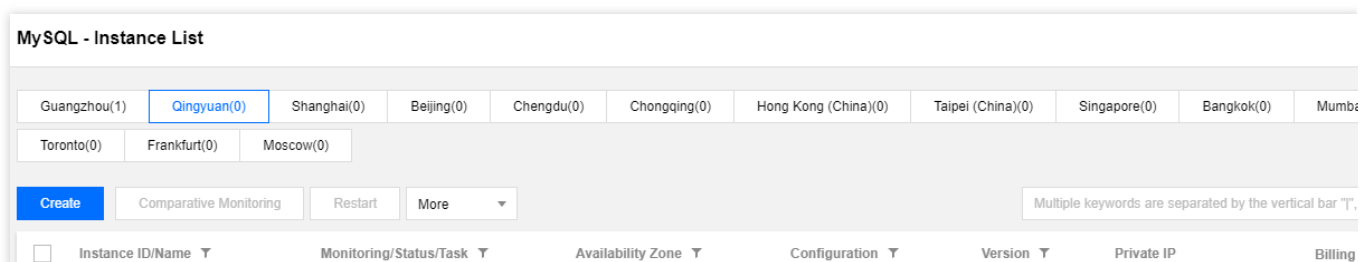 MySQL - Instance List
Guangzhou(1) Qingyuan(0) Shanghai(0) Beijing(0) Chengdu(0) Chongqing(0) Hong Kong (China)(0) Taipei (China)(0) Singapore(0) Bangkok(0) Mumba
Toronto(0) Frankfurt(0) Moscow(0)
Create Comparative Monitoring Restart More Multiple keywords are separated by the vertical bar "|",
Instance ID/Name Monitoring/Status/Task Availability Zone Configuration Version Private IP Billing